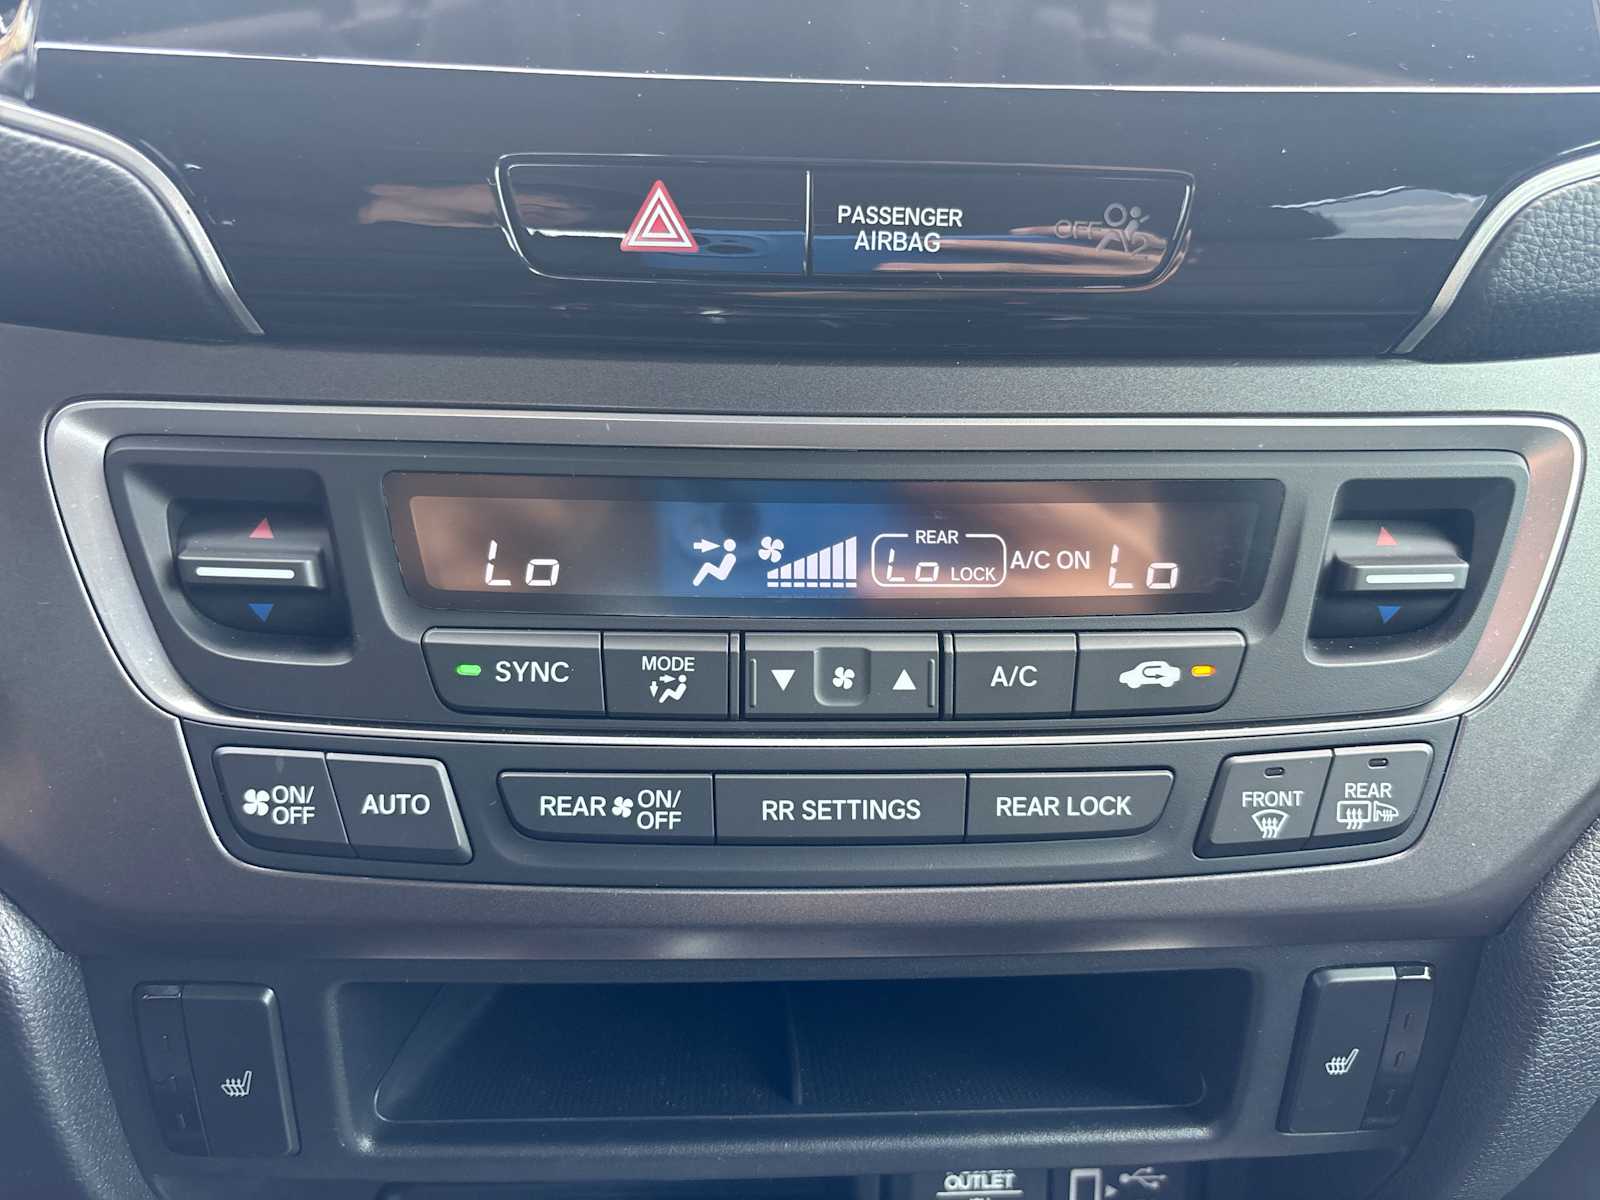 PASSENGER
AIRBAG
OFF
Lo
REAR
Lo LOCK
A/C ON
Lo
SYNC
MODE
A/C
ON/
OFF
AUTO
REAR ON/
OFF
RR SETTINGS
REAR LOCK
FRONT
REAR
OUTLET